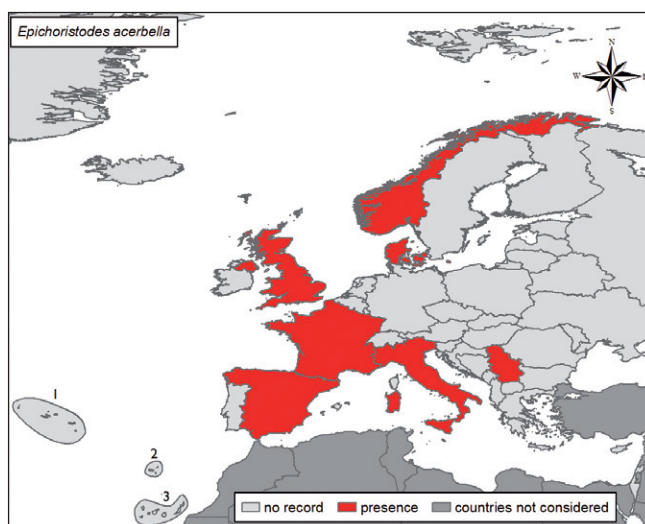 Epichoristodes acerbella
N
W E
S
1
2
3
no record presence countries not considered